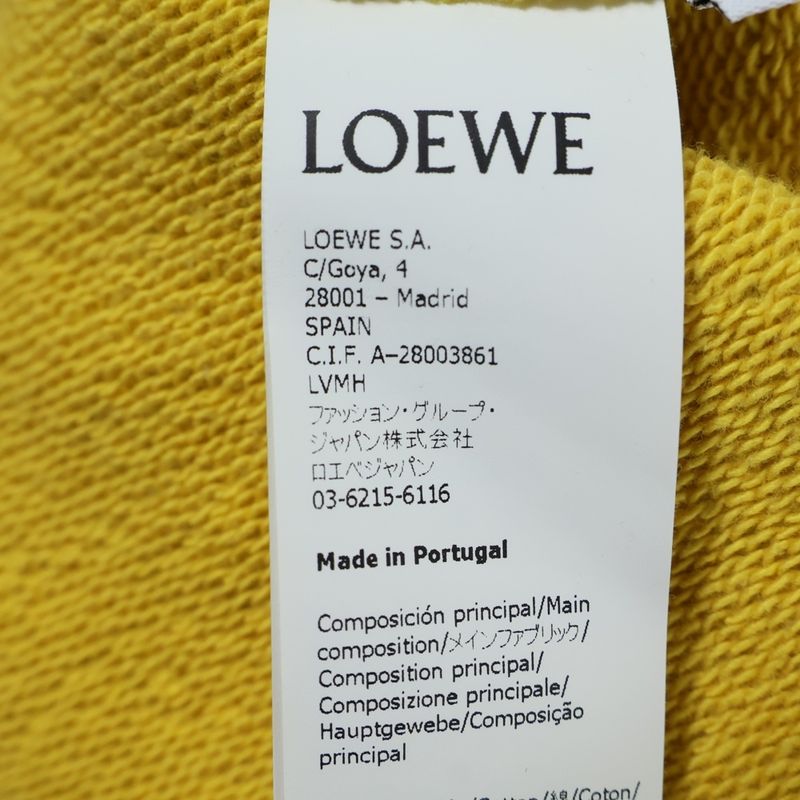 LOEWE
LOEWE S.A.
C/Goya, 4
28001 – Madrid
SPAIN
C.I.F. A–28003861
LVMH
ファッション・グループ・
ジャパン株式会社
ロエベジャパン
03-6215-6116
Made in Portugal
Composición principal/Main
composition/メインファブリック/
Composition principal/
Composizione principale/
Hauptgewebe/Composição
principal
/綿/Coton/